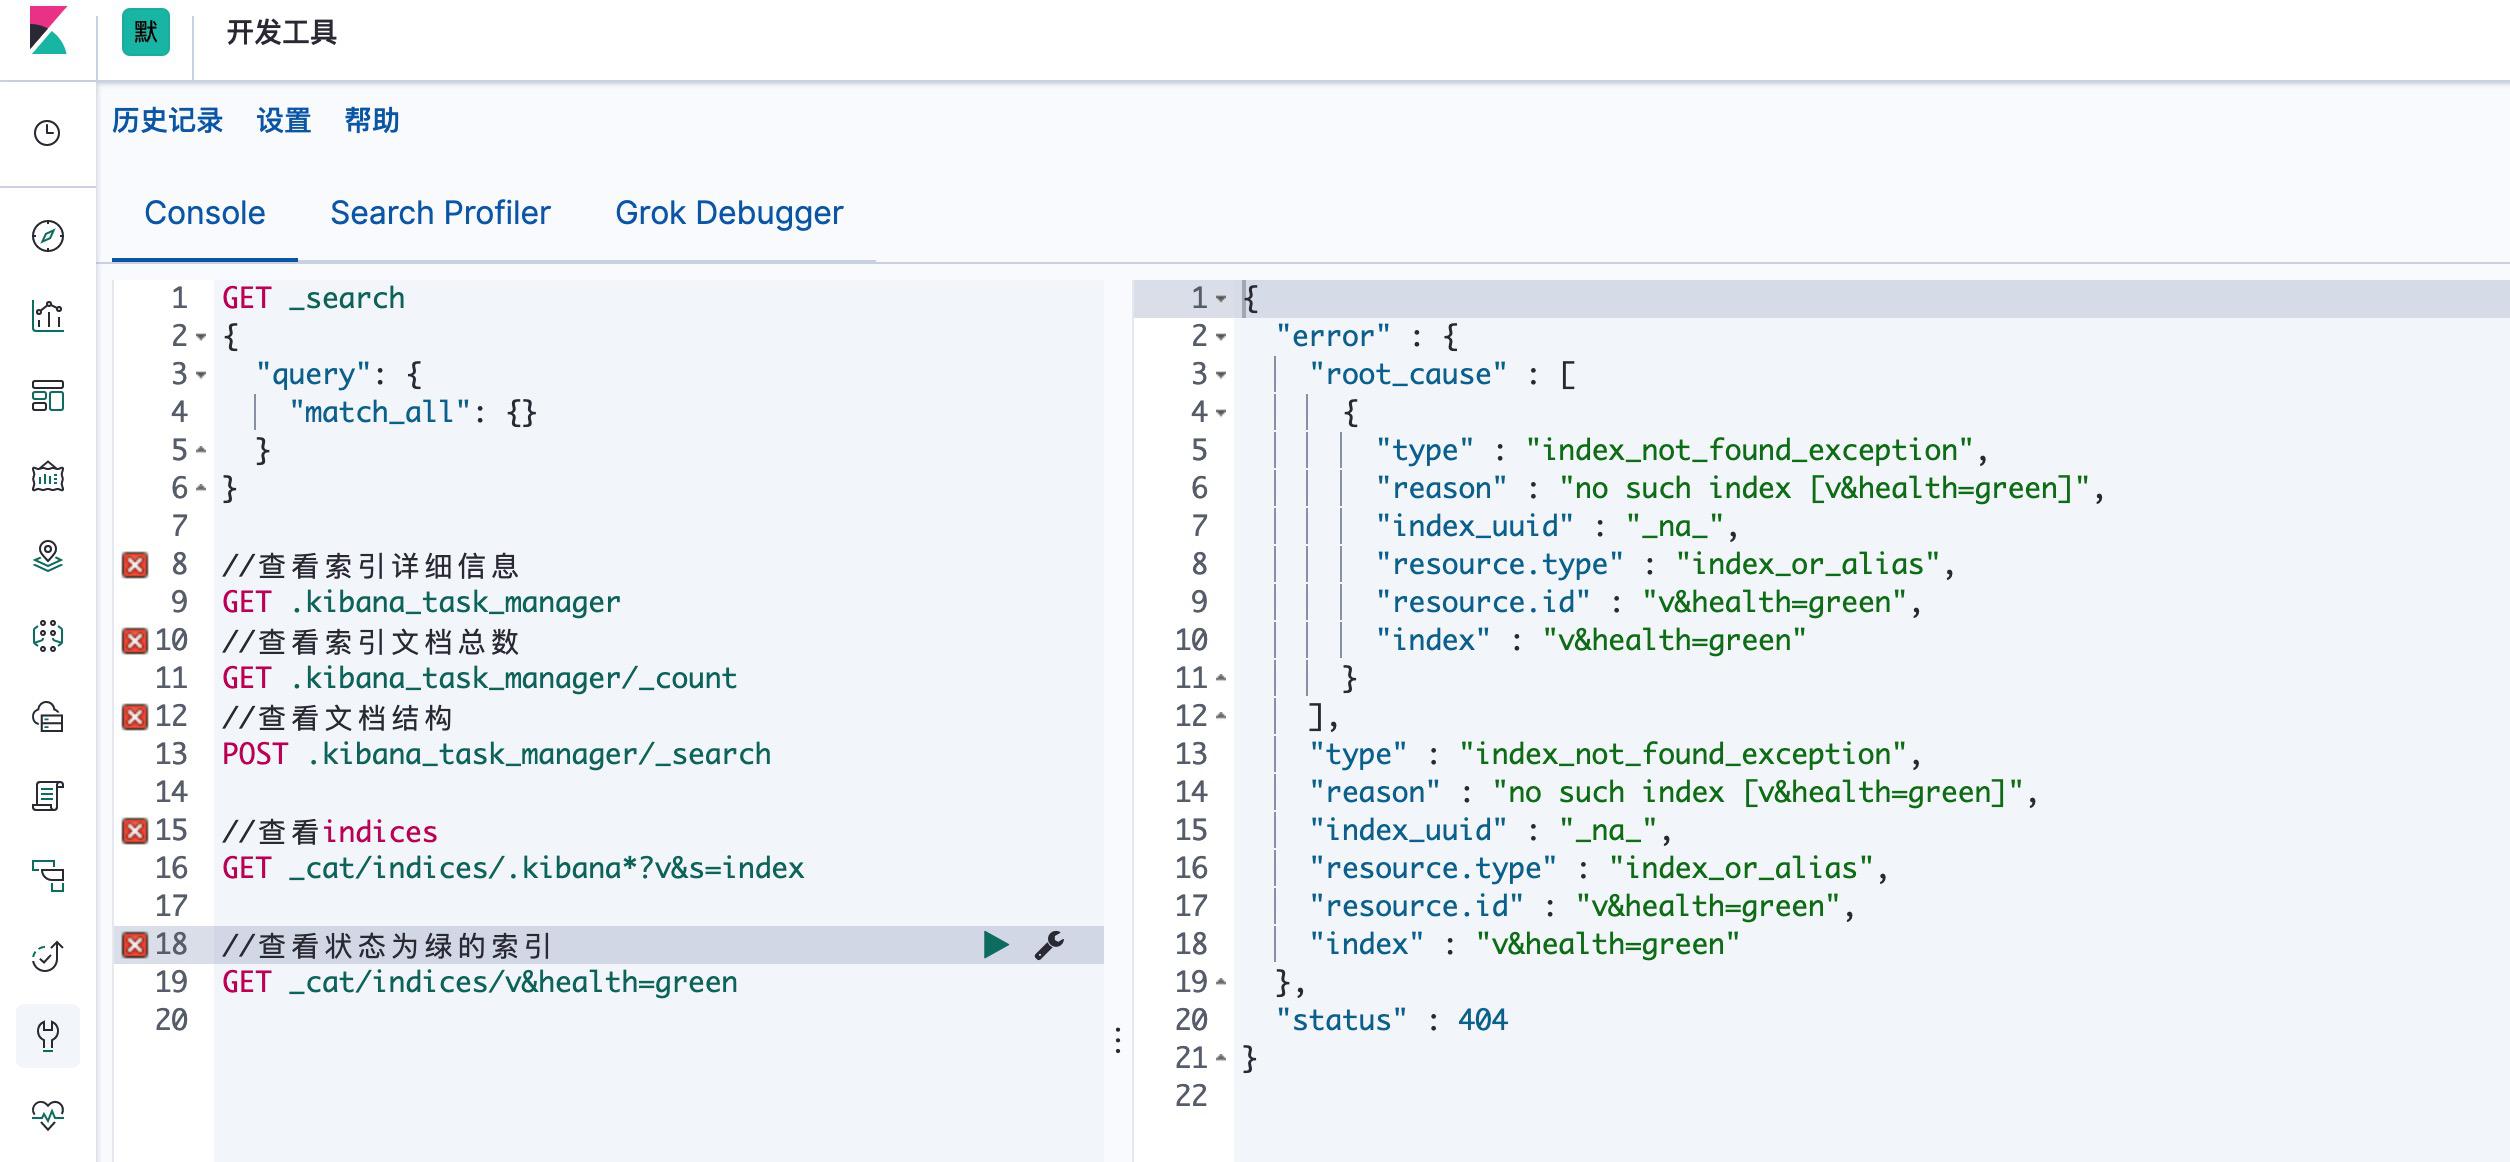 默
开发工具
历史记录 设置 帮助
Console Search Profiler Grok Debugger
1 GET _search
2 {
3 "query": {
4 "match_all": {}
5 }
6 }
7
8 //查看索引详细信息
9 GET .kibana_task_manager
10 //查看索引文档总数
11 GET .kibana_task_manager/_count
12 //查看文档结构
13 POST .kibana_task_manager/_search
14
15 //查看indices
16 GET _cat/indices/.kibana*?v&s=index
17
18 //查看状态为绿的索引
19 GET _cat/indices/v&health=green
20
1 {
2 "error" : {
3 "root_cause" : [
4 {
5 "type" : "index_not_found_exception",
6 "reason" : "no such index [v&health=green]",
7 "index_uuid" : "_na_",
8 "resource.type" : "index_or_alias",
9 "resource.id" : "v&health=green",
10 "index" : "v&health=green"
11 }
12 ],
13 "type" : "index_not_found_exception",
14 "reason" : "no such index [v&health=green]",
15 "index_uuid" : "_na_",
16 "resource.type" : "index_or_alias",
17 "resource.id" : "v&health=green",
18 "index" : "v&health=green"
19 },
20 "status" : 404
21 }
22